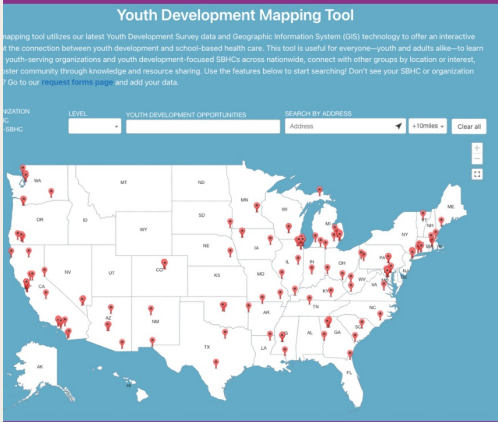 Youth Development Mapping Tool
mapping tool utilizes our latest Youth Development Survey data and Geographic Information System (GIS) technology to offer an interactive
t the connection between youth development and school-based health care. This tool is useful for everyone—youth and adults alike—to learn
youth-serving organizations and youth development-focused SBHCs across nationwide, connect with other groups by location or interest,
oster community through knowledge and resource sharing. Use the features below to start searching! Don't see your SBHC or organization
? Go to our request forms page and add your data.
NIZATION LEVEL YOUTH DEVELOPMENT OPPORTUNITIES SEARCH BY ADDRESS
C
-SBHC
Address +10miles Clear all
+
−
WA MT ND MN ME
OR ID SD WI MI NH
WY NY
NE IA PA
NV UT CO IL IN OH NJ
CA KS MO WV VA
KY
AZ NM AR TN NC
SC
TX LA AL GA
FL
AK